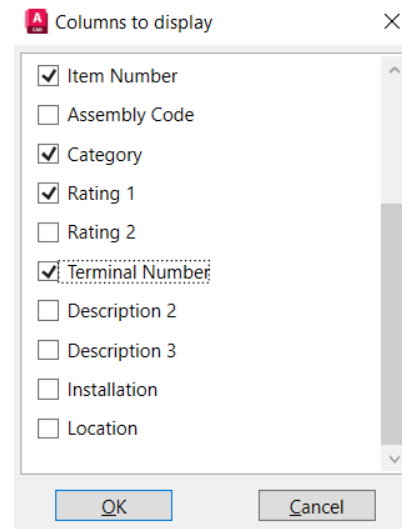 A
CAD
Columns to display
Item Number
Assembly Code
Category
Rating 1
Rating 2
Terminal Number
Description 2
Description 3
Installation
Location
OK
Cancel